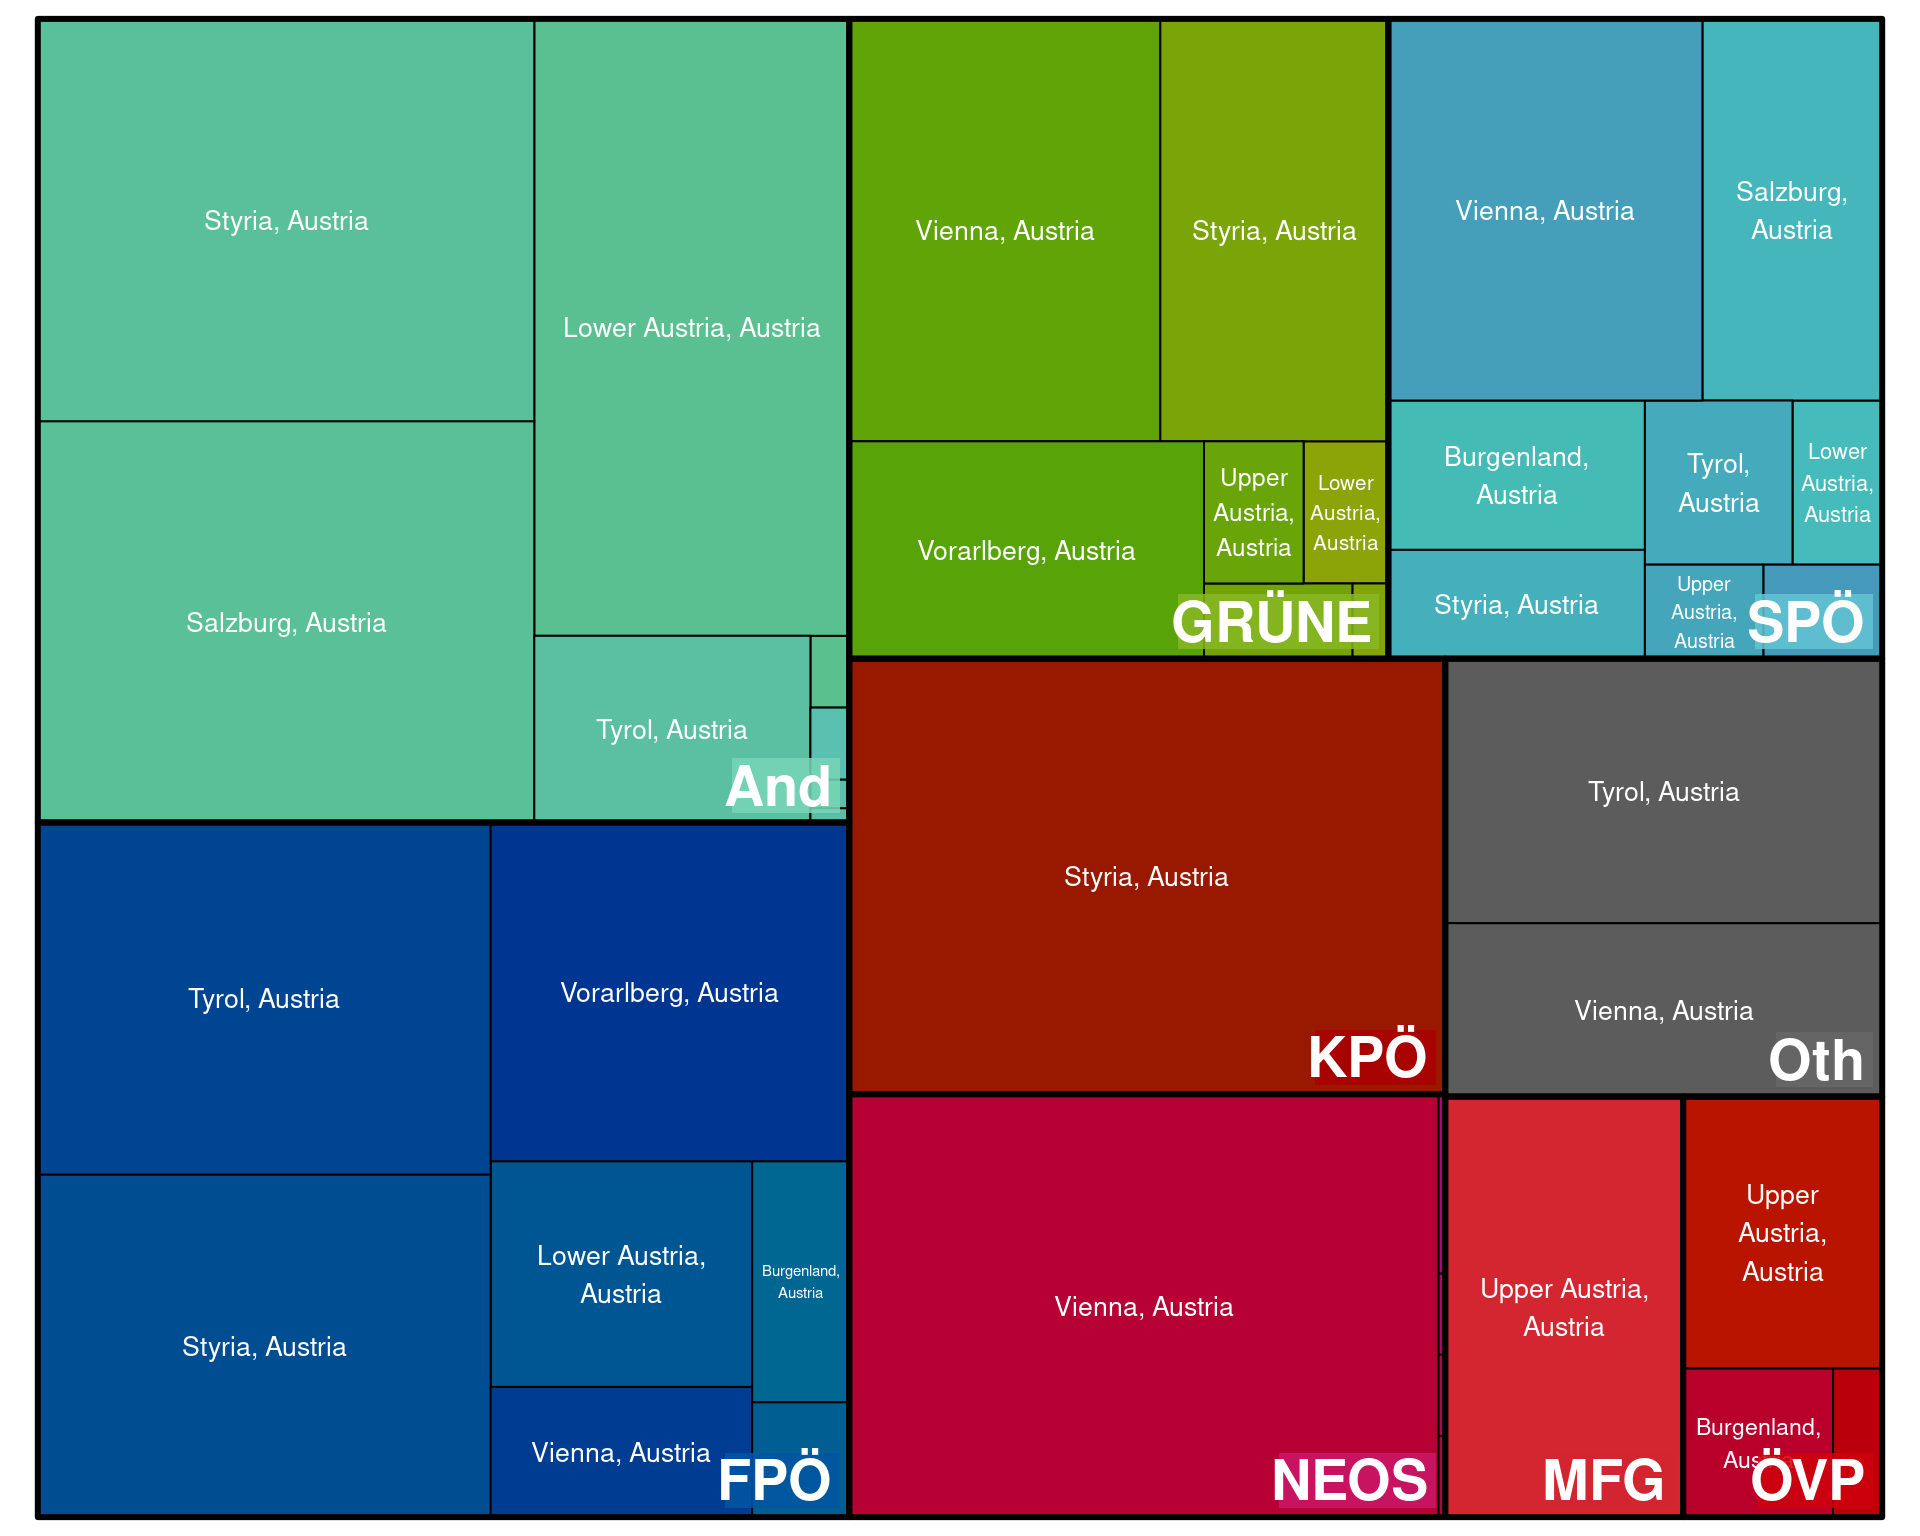 Styria, Austria
Lower Austria, Austria
Salzburg, Austria
Tyrol, Austria
And
Vienna, Austria
Styria, Austria
Vorarlberg, Austria
Upper
Austria,
Austria
Lower
Austria,
Austria
GRÜNE
Vienna, Austria
Salzburg,
Austria
Burgenland,
Austria
Tyrol,
Austria
Lower
Austria,
Austria
Styria, Austria
Upper
Austria,
Austria
SPÖ
Tyrol, Austria
Vorarlberg, Austria
Styria, Austria
Lower Austria,
Austria
Burgenland,
Austria
Vienna, Austria
FPÖ
Styria, Austria
KPÖ
Tyrol, Austria
Vienna, Austria
Oth
Vienna, Austria
NEOS
Upper Austria,
Austria
MFG
Upper
Austria,
Austria
Burgenland,
ÖVP